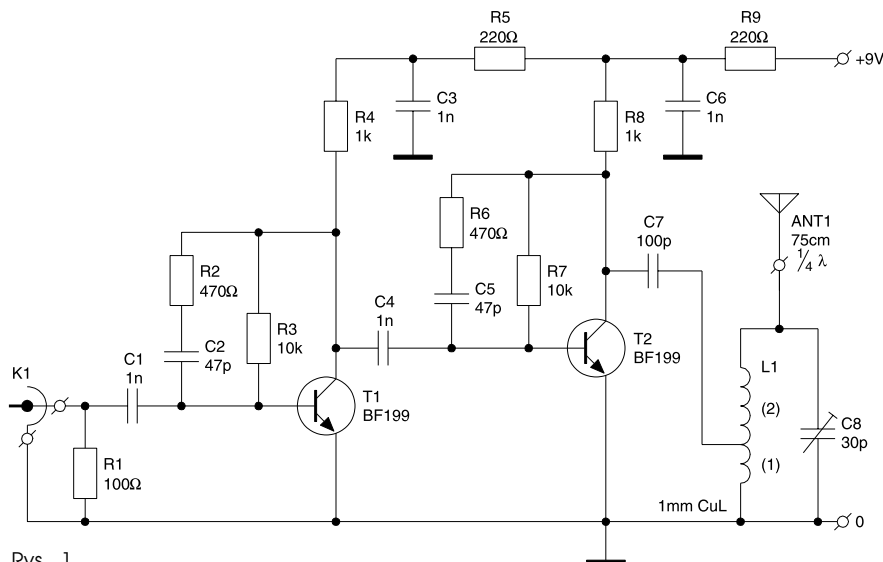 R5
220Ω
R9
220Ω
+9V
R4
1k
C3
1n
R8
1k
C6
1n
R6
470Ω
C7
100p
ANT1
75cm
1/4 λ
R2
470Ω
R3
10k
C4
1n
C5
47p
R7
10k
T2
BF199
K1
C1
1n
C2
47p
T1
BF199
L1
(2)
(1)
C8
30p
R1
100Ω
1mm CuL
0
Rys. 1